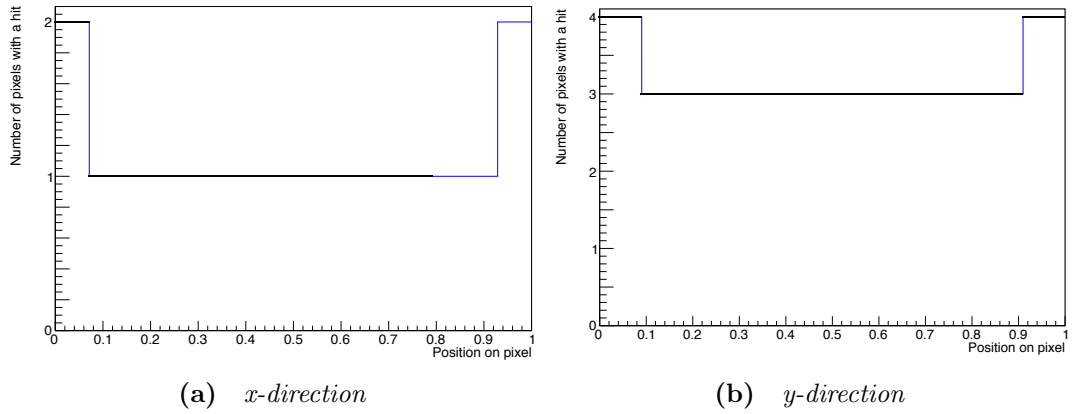 Number of pixels with a hit
2
1
0
0 0.1 0.2 0.3 0.4 0.5 0.6 0.7 0.8 0.9 1
Position on pixel
(a) x-direction
Number of pixels with a hit
4
3
2
1
0
0 0.1 0.2 0.3 0.4 0.5 0.6 0.7 0.8 0.9 1
Position on pixel
(b) y-direction